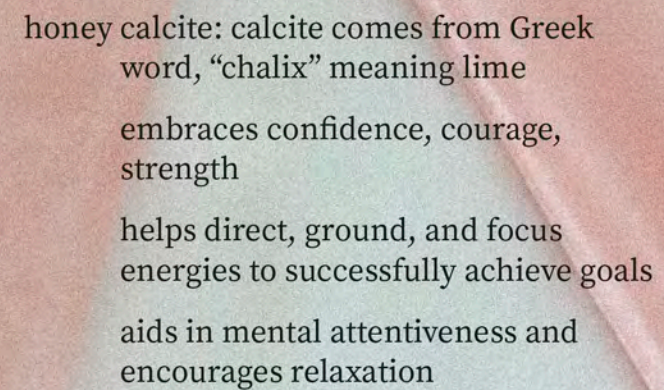 honey calcite: calcite comes from Greek
word, “chalix” meaning lime
embraces confidence, courage,
strength
helps direct, ground, and focus
energies to successfully achieve goals
aids in mental attentiveness and
encourages relaxation